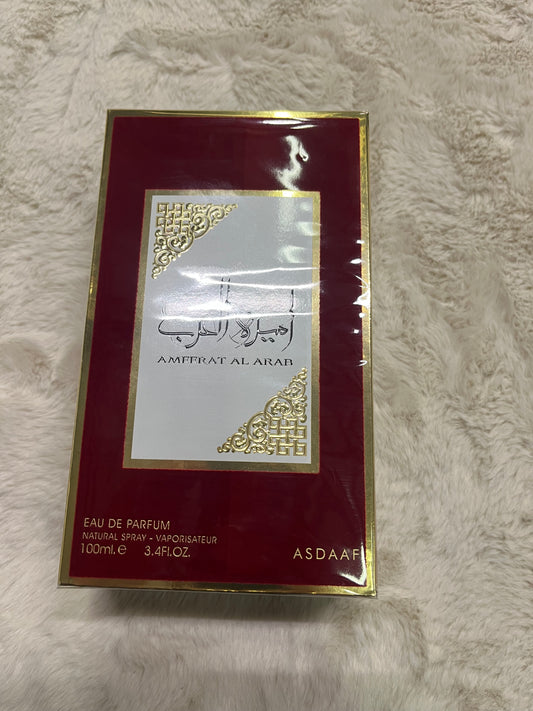 أميرة العرب
AMEERAT AL ARAB
EAU DE PARFUM
NATURAL SPRAY - VAPORISATEUR
100ml.e 3.4FL.OZ.
ASDAAF